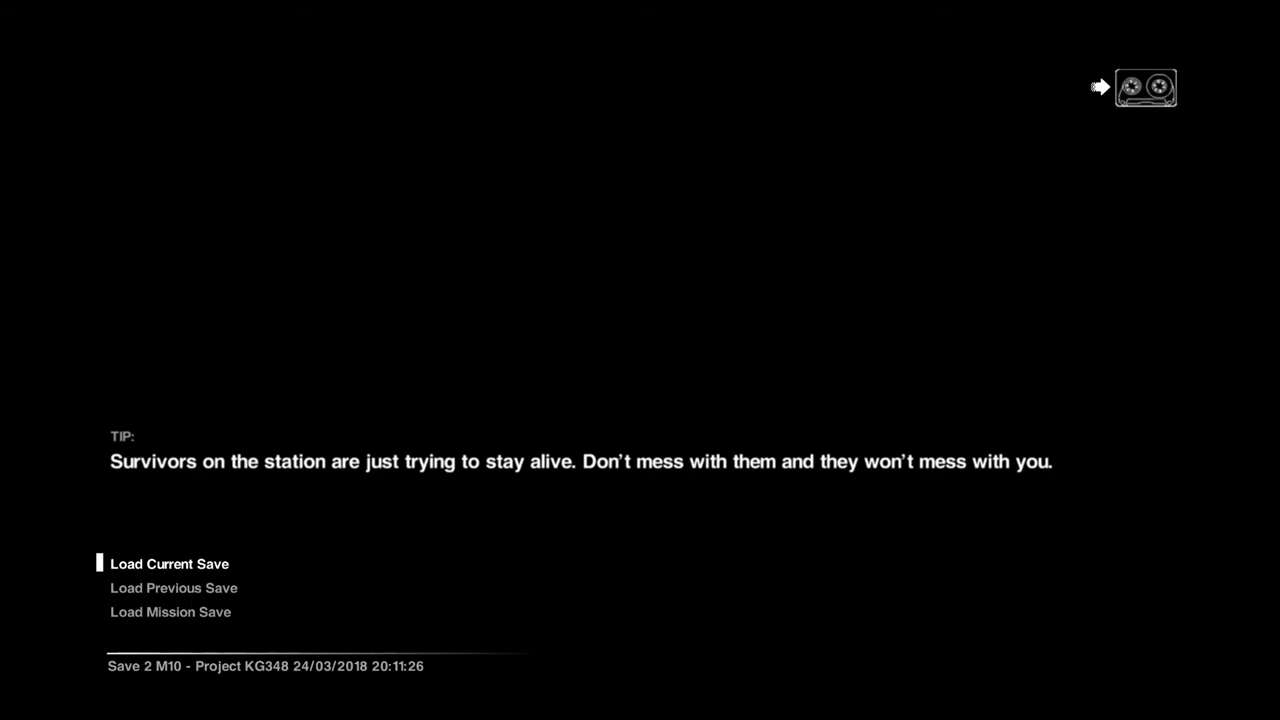 TIP:
Survivors on the station are just trying to stay alive. Don’t mess with them and they won’t mess with you.
Load Current Save
Load Previous Save
Load Mission Save
Save 2 M10 - Project KG348 24/03/2018 20:11:26